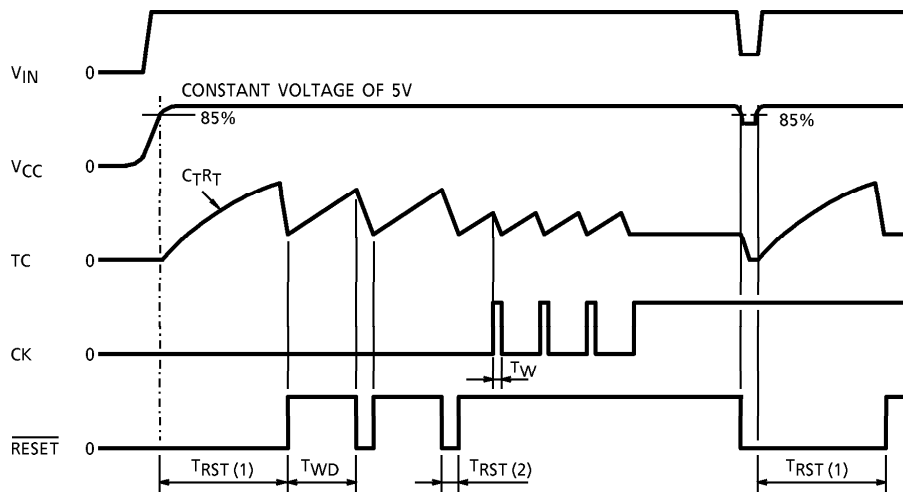 VIN 0
CONSTANT VOLTAGE OF 5V
85% 85%
VCC 0
CTRT
TC 0
CK 0
TW
RESET 0
TRST (1) TWD TRST (2) TRST (1)